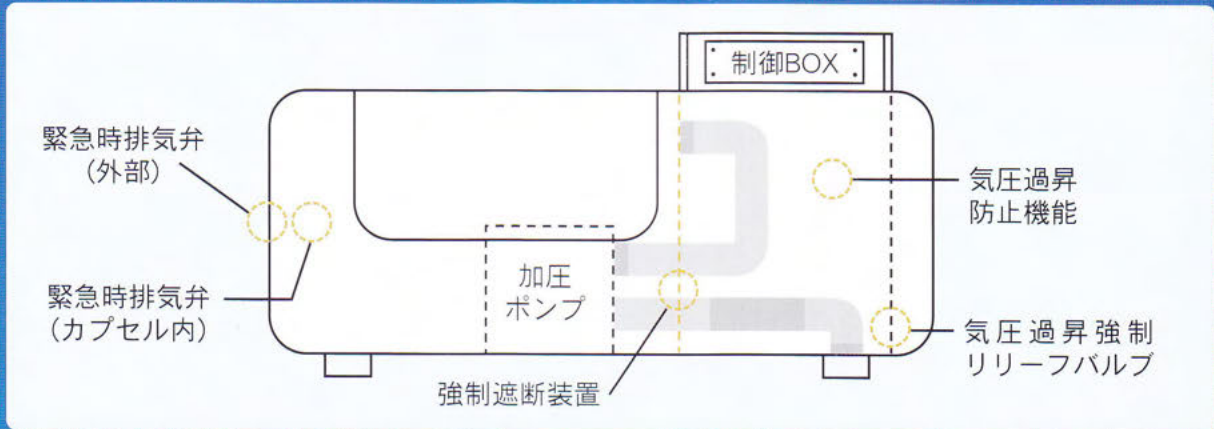 制御BOX
緊急時排気弁
（外部）
気圧過昇
防止機能
加圧
ポンプ
緊急時排気弁
（カプセル内）
気圧過昇強制
リリーフバルブ
強制遮断装置